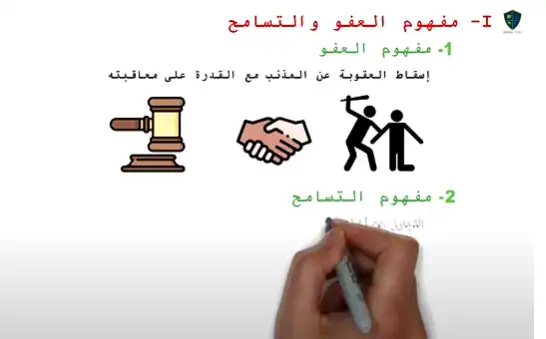 I- مفهوم العفو والتسامح
1- مفهوم العفو
إسقاط العقوبة عن المذنب مع القدرة على معاقبته
2- مفهوم التسامح